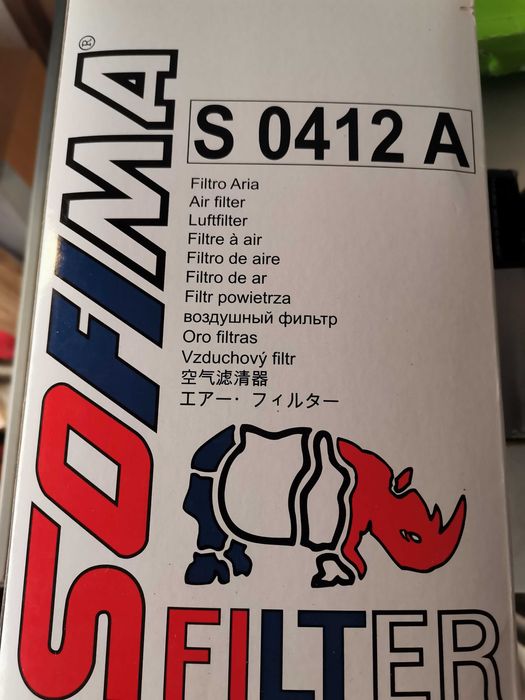 SOFIMA®
S 0412 A
Filtro Aria
Air filter
Luftfilter
Filtre à air
Filtro de aire
Filtro de ar
Filtr powietrza
воздушный фильтр
Oro filtras
Vzduchový filtr
空气滤清器
エアー・フィルター
FILTER